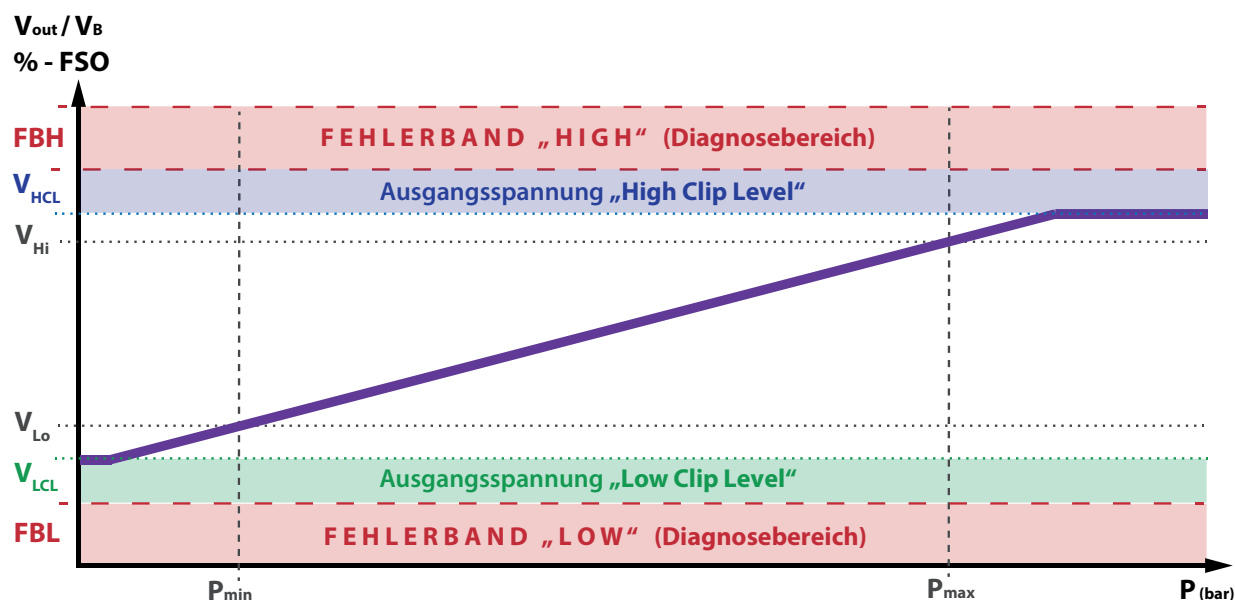 Vout / VB
% - FSO
FBH
FEHLERBAND „HIGH“ (Diagnosebereich)
VHCL
Ausgangsspannung „High Clip Level“
VHi
VLo
VLCL
Ausgangsspannung „Low Clip Level“
FBL
FEHLERBAND „LOW“ (Diagnosebereich)
Pmin
Pmax
P (bar)